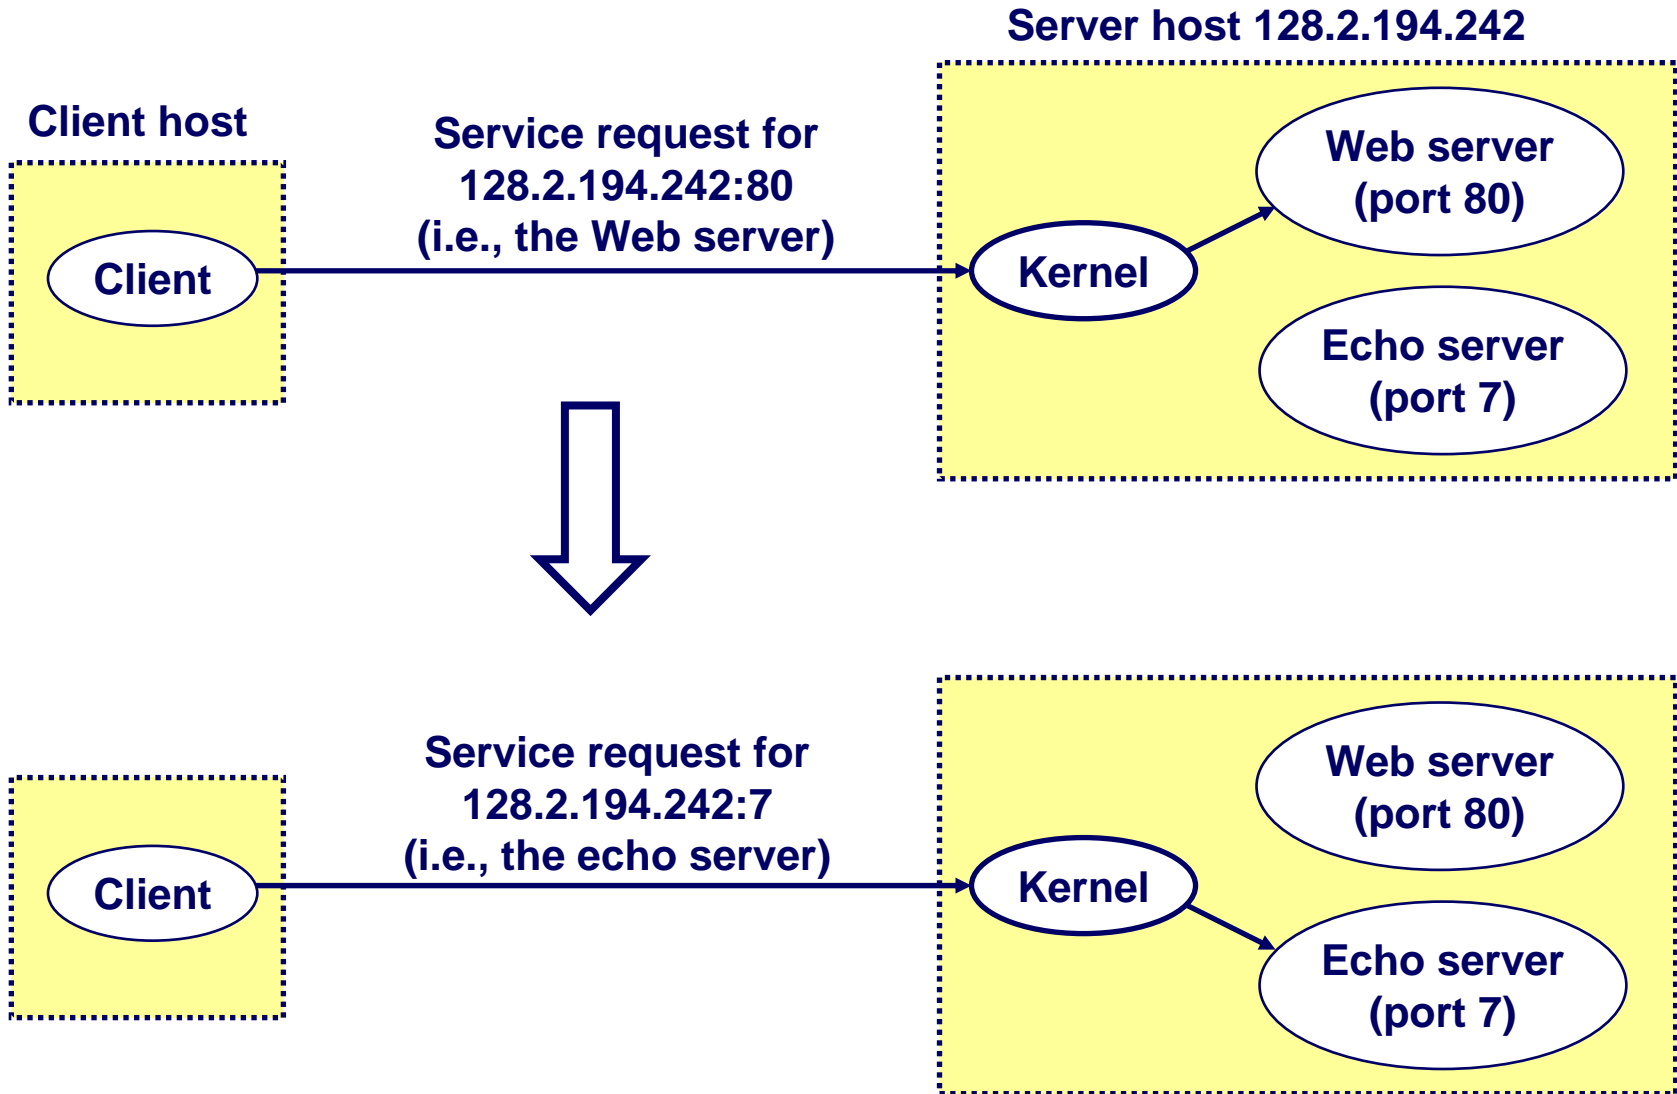 Server host 128.2.194.242
Client host
Service request for
128.2.194.242:80
(i.e., the Web server)
Client
Kernel
Web server
(port 80)
Echo server
(port 7)
Service request for
128.2.194.242:7
(i.e., the echo server)
Client
Kernel
Web server
(port 80)
Echo server
(port 7)